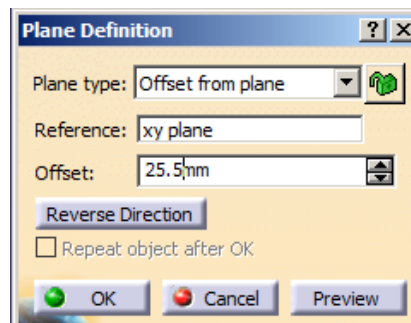 Plane Definition ? X
Plane type: Offset from plane
Reference: xy plane
Offset: 25.5mm
Reverse Direction
Repeat object after OK
OK Cancel Preview